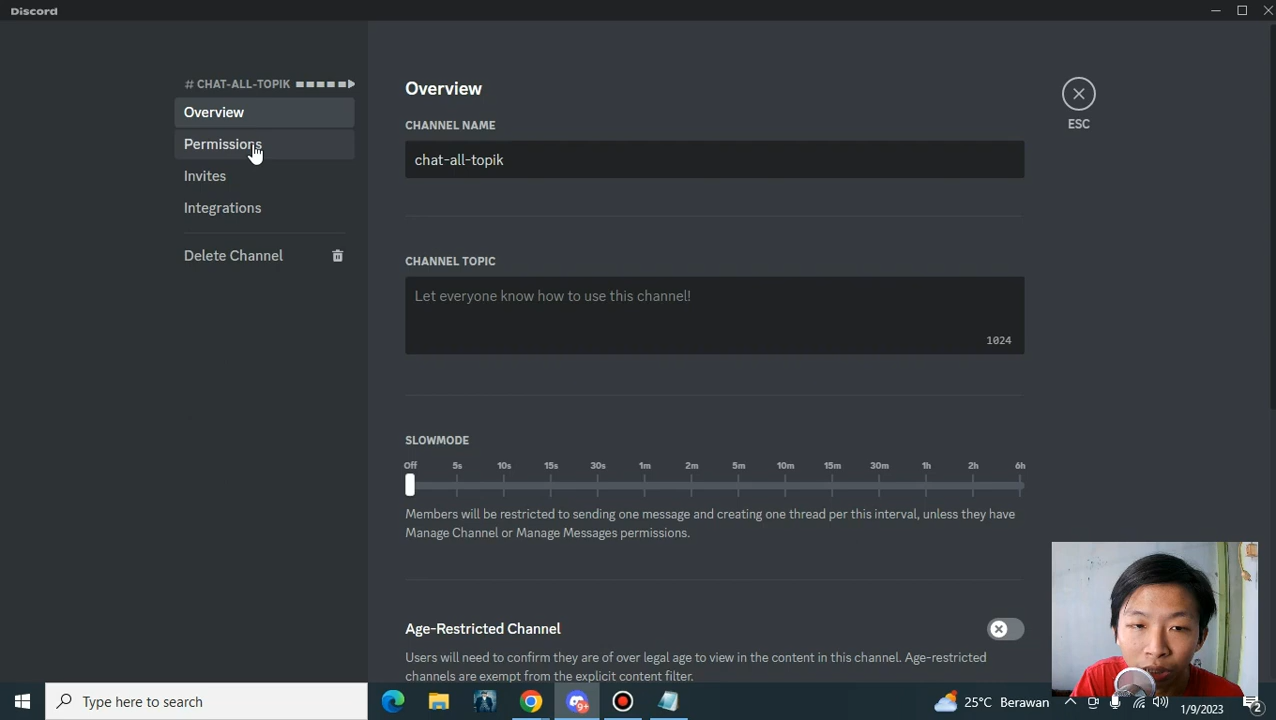 Discord
# CHAT-ALL-TOPIK
Overview
Permissions
Invites
Integrations
Delete Channel
Overview
CHANNEL NAME
chat-all-topik
ESC
CHANNEL TOPIC
Let everyone know how to use this channel!
1024
SLOWMODE
Off 5s 10s 15s 30s 1m 2m 5m 10m 15m 30m 1h 2h 6h
Members will be restricted to sending one message and creating one thread per this interval, unless they have
Manage Channel or Manage Messages permissions.
Age-Restricted Channel
Users will need to confirm they are of over legal age to view in the content in this channel. Age-restricted
channels are exempt from the explicit content filter.
Type here to search
9+
25°C Berawan
1/9/2023
2